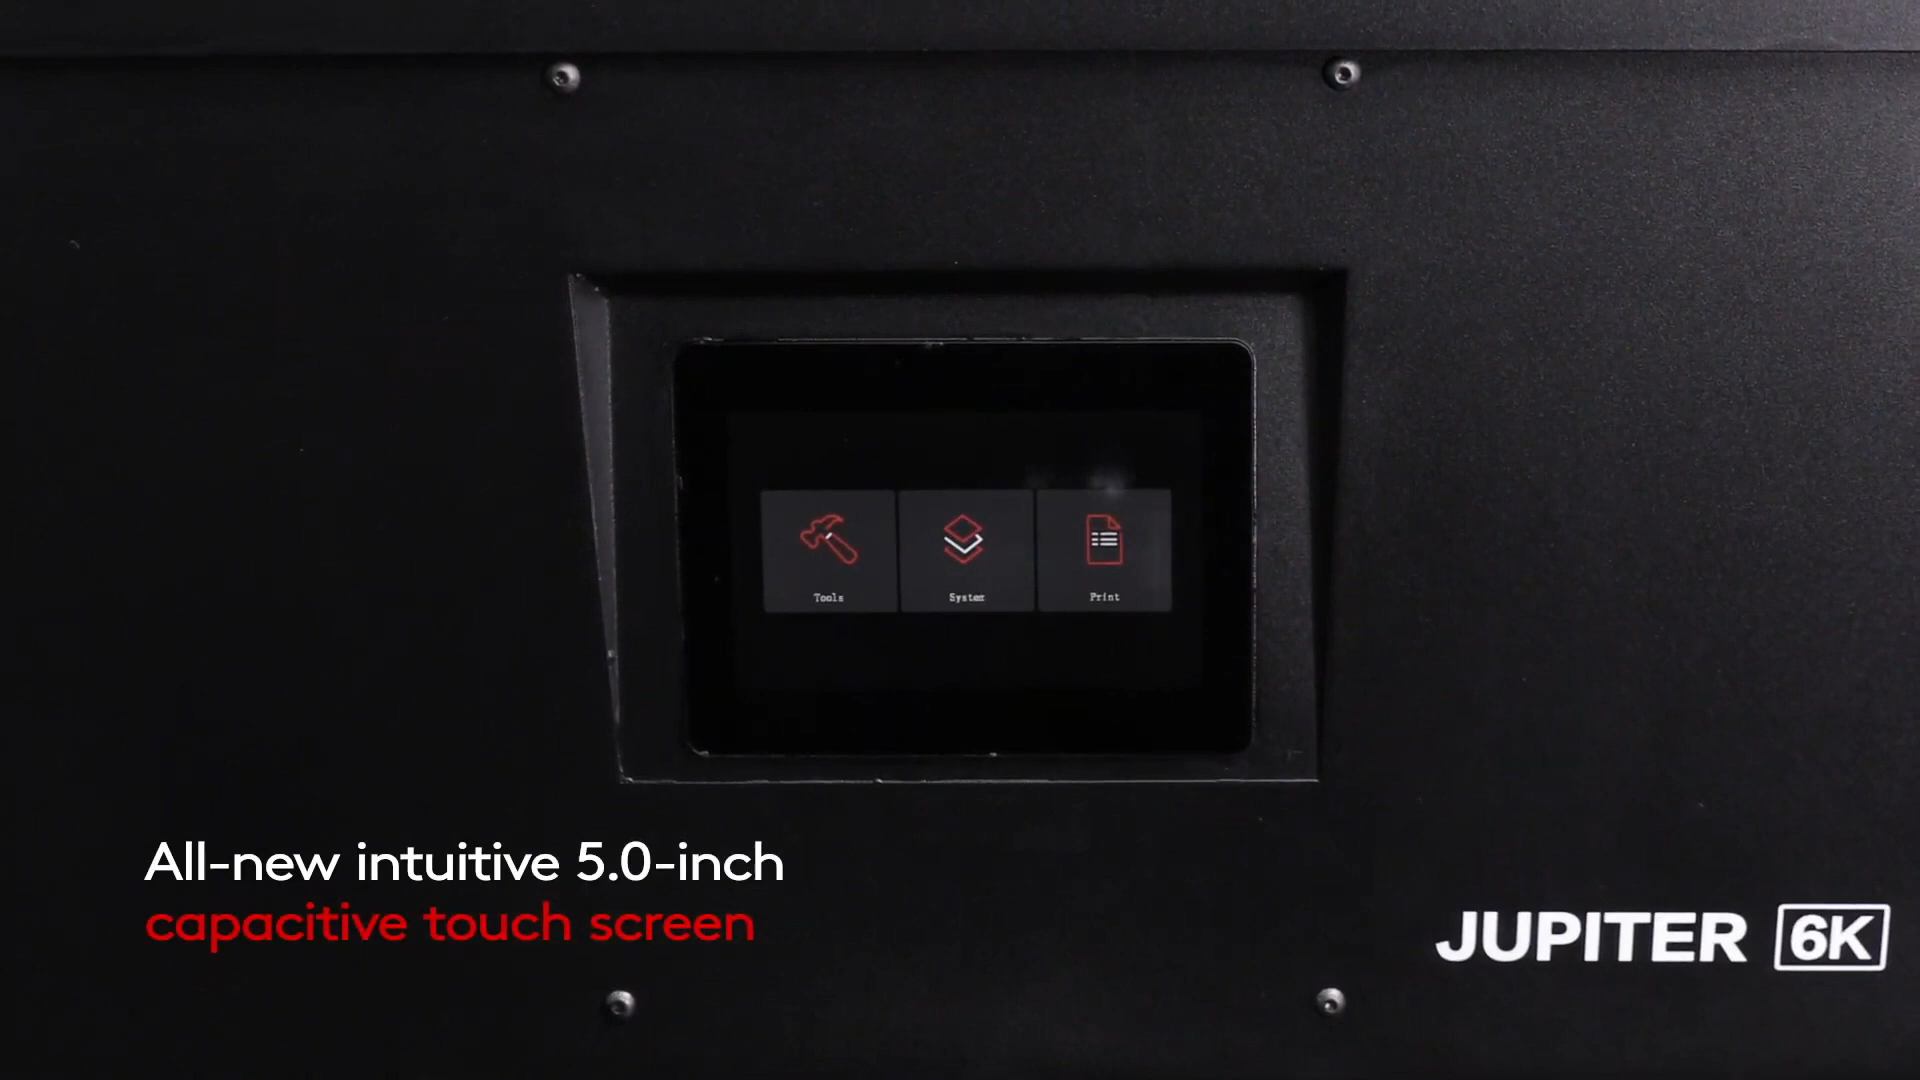 Tools
System
Print
All-new intuitive 5.0-inch
capacitive touch screen
JUPITER 6K